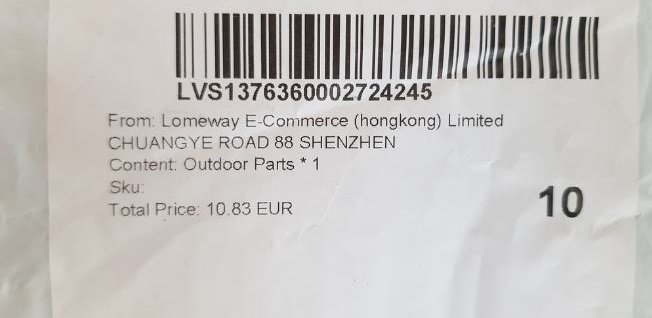 LVS1376360002724245
From: Lomeway E-Commerce (hongkong) Limited
CHUANGYE ROAD 88 SHENZHEN
Content: Outdoor Parts * 1
Sku:
Total Price: 10.83 EUR
10